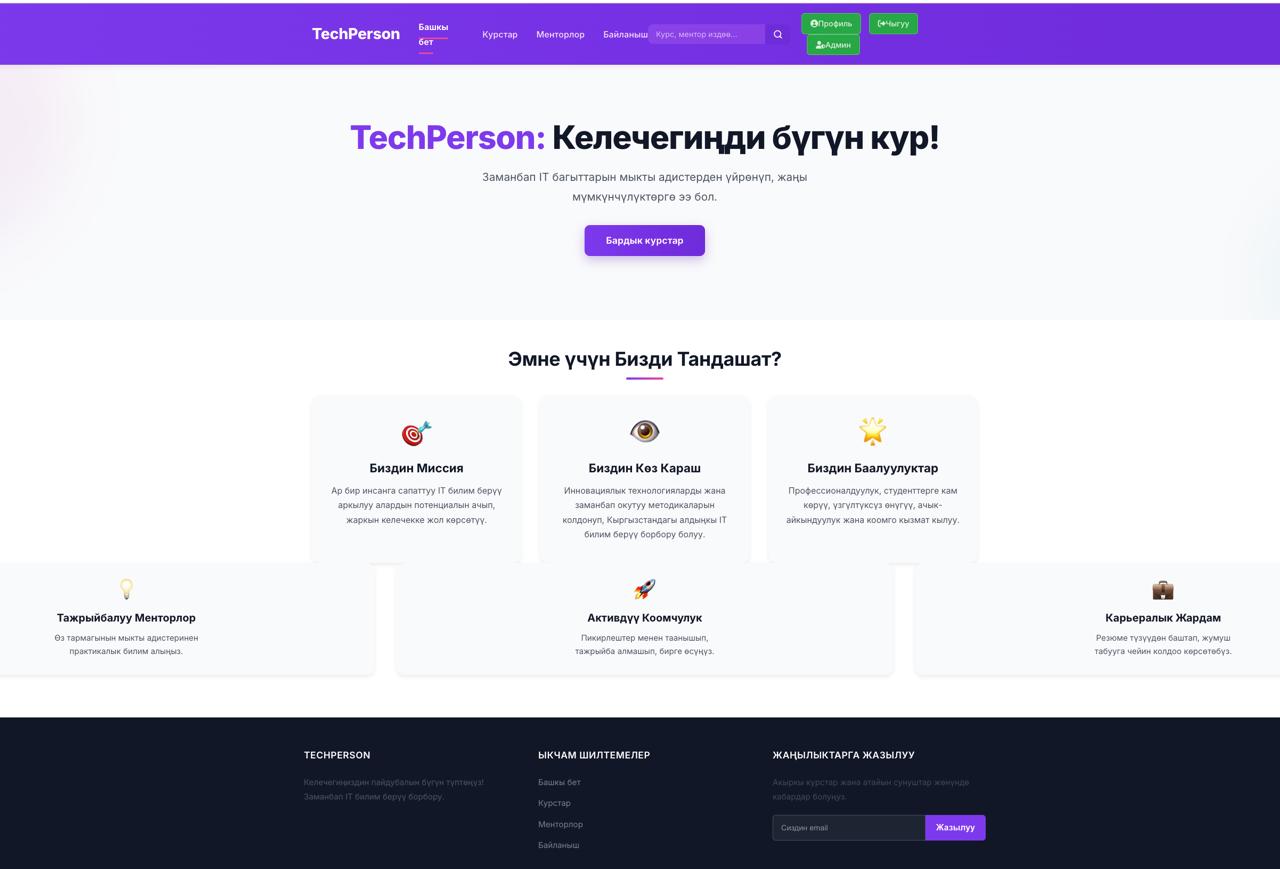 TechPerson
Башкы
бет
Курстар
Менторлор
Байланыш
Курс, ментор издөө...
Профиль
Чыгуу
Админ
TechPerson: Келечегиңди бүгүн кур!
Заманбап IT багыттарын мыкты адистерден үйрөнүп, жаңы
мүмкүнчүлүктөргө ээ бол.
Бардык курстар
Эмне үчүн Бизди Тандашат?
Биздин Миссия
Ар бир инсанга сапаттуу IT билим берүү
аркылуу алардын потенциалын ачып,
жаркын келечекке жол көрсөтүү.
Биздин Көз Караш
Инновациялык технологияларды жана
заманбап окутуу методикаларын
колдонуп, Кыргызстандагы алдыңкы IT
билим берүү борбору болуу.
Биздин Баалуулуктар
Профессионалдуулук, студенттерге кам
көрүү, үзгүлтүксүз өнүгүү, ачык-
айкындуулук жана коомго кызмат кылуу.
Тажрыйбалуу Менторлор
Өз тармагынын мыкты адистеринен
практикалык билим алыңыз.
Активдүү Коомчулук
Пикирлештер менен таанышып,
тажрыйба алмашып, бирге өсүңүз.
Карьералык Жардам
Резюме түзүүдөн баштап, жумуш
табууга чейин колдоо көрсөтөбүз.
TECHPERSON
Келечегиңиздин пайдубалын бүгүн түптөңүз!
Заманбап IT билим берүү борбору.
ЫКЧАМ ШИЛТЕМЕЛЕР
Башкы бет
Курстар
Менторлор
Байланыш
ЖАҢЫЛЫКТАРГА ЖАЗЫЛУУ
Акыркы курстар жана атайын сунуштар жөнүндө
кабардар болуңуз.
Сиздин email
Жазылуу